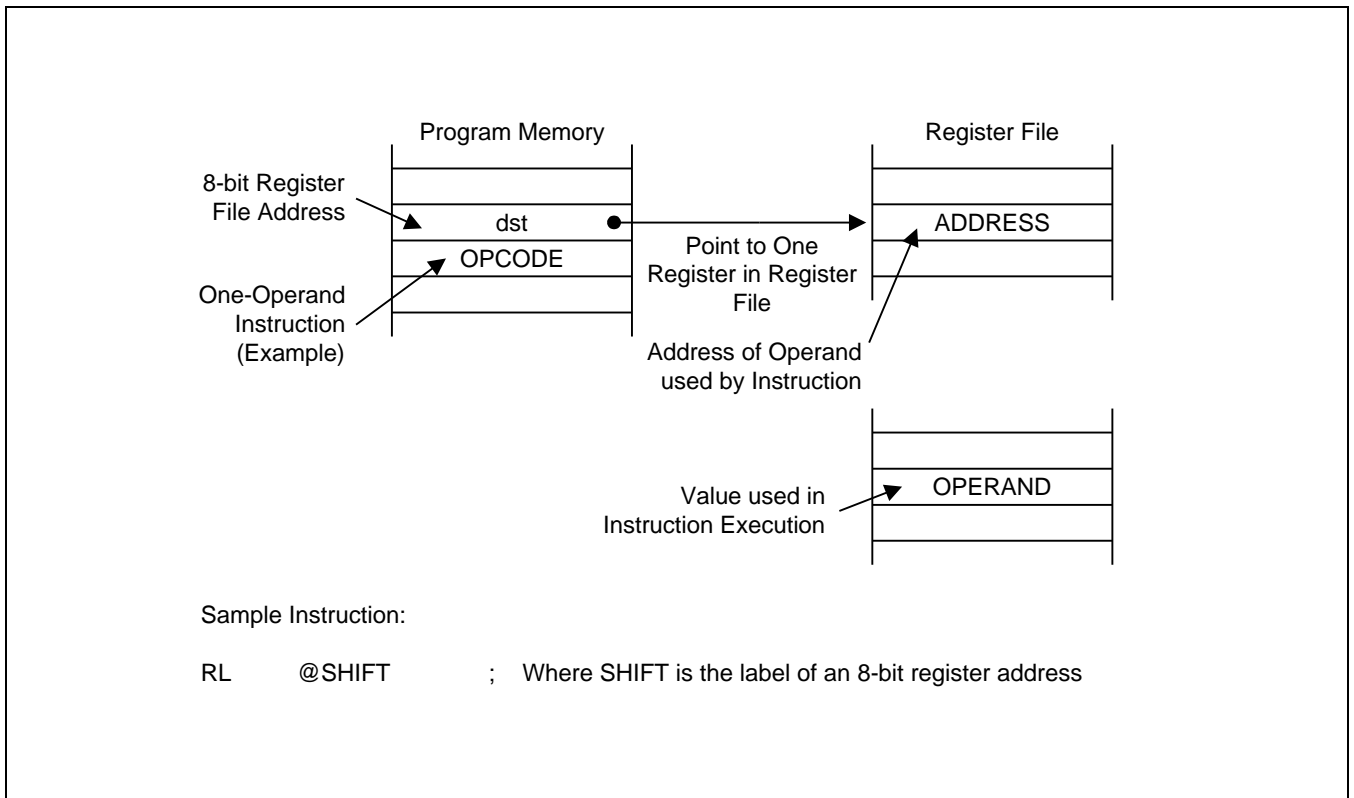 Program Memory
Register File
8-bit Register
File Address
dst
ADDRESS
OPCODE
Point to One
Register in Register
File
One-Operand
Instruction
(Example)
Address of Operand
used by Instruction
OPERAND
Value used in
Instruction Execution
Sample Instruction:
RL @SHIFT ; Where SHIFT is the label of an 8-bit register address